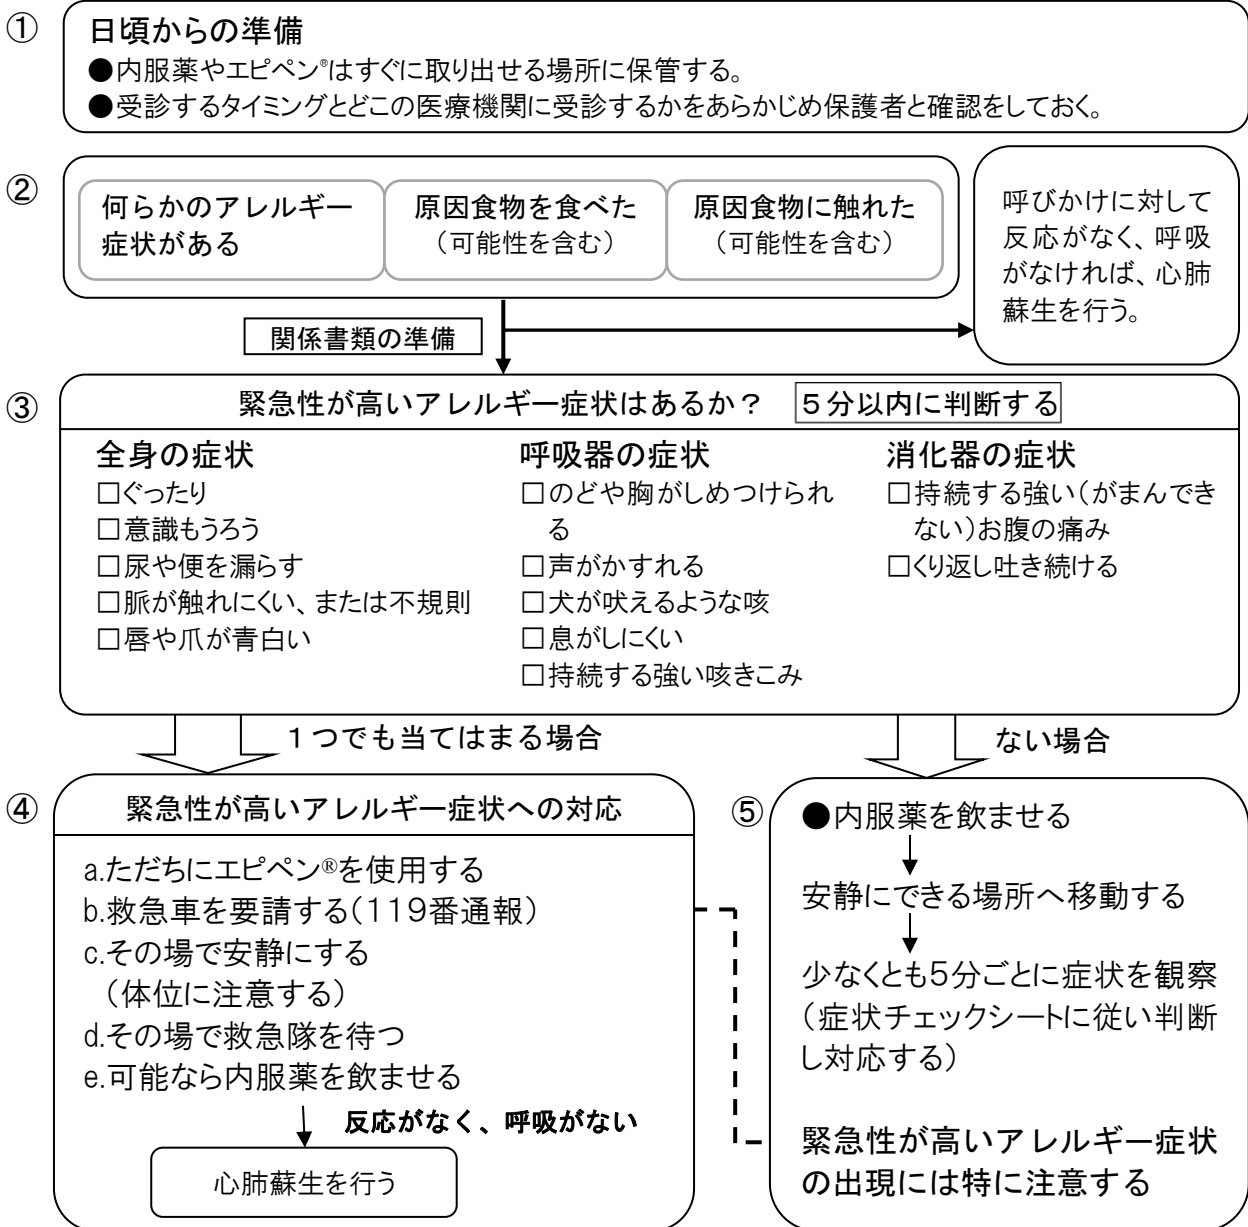 ①
日頃からの準備
●内服薬やエピペン®はすぐに取り出せる場所に保管する。
●受診するタイミングとどこの医療機関に受診するかをあらかじめ保護者と確認をしておく。
②
何らかのアレルギー
症状がある
原因食物を食べた
（可能性を含む）
原因食物に触れた
（可能性を含む）
呼びかけに対して
反応がなく、呼吸
がなければ、心肺
蘇生を行う。
関係書類の準備
③
緊急性が高いアレルギー症状はあるか？ ５分以内に判断する
全身の症状
□ぐったり
□意識もうろう
□尿や便を漏らす
□脈が触れにくい、または不規則
□唇や爪が青白い
呼吸器の症状
□のどや胸がしめつけられ
る
□声がかすれる
□犬が吠えるような咳
□息がしにくい
□持続する強い咳きこみ
消化器の症状
□持続する強い（がまんでき
ない）お腹の痛み
□くり返し吐き続ける
１つでも当てはまる場合
ない場合
④
緊急性が高いアレルギー症状への対応
a.ただちにエピペン®を使用する
b.救急車を要請する（119番通報）
c.その場で安静にする
（体位に注意する）
d.その場で救急隊を待つ
e.可能なら内服薬を飲ませる
反応がなく、呼吸がない
心肺蘇生を行う
⑤
●内服薬を飲ませる
安静にできる場所へ移動する
少なくとも5分ごとに症状を観察
（症状チェックシートに従い判断
し対応する）
緊急性が高いアレルギー症状
の出現には特に注意する